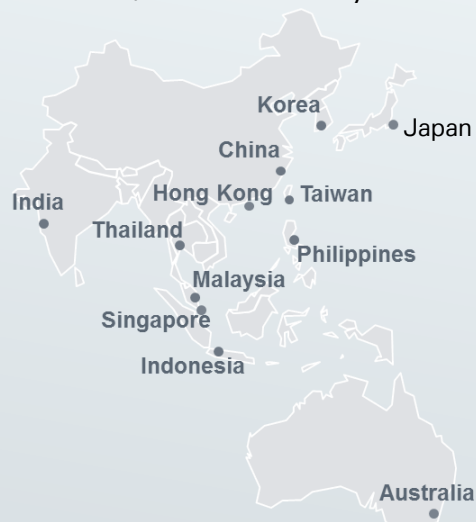 Korea
Japan
China
Hong Kong
Taiwan
India
Thailand
Philippines
Malaysia
Singapore
Indonesia
Australia